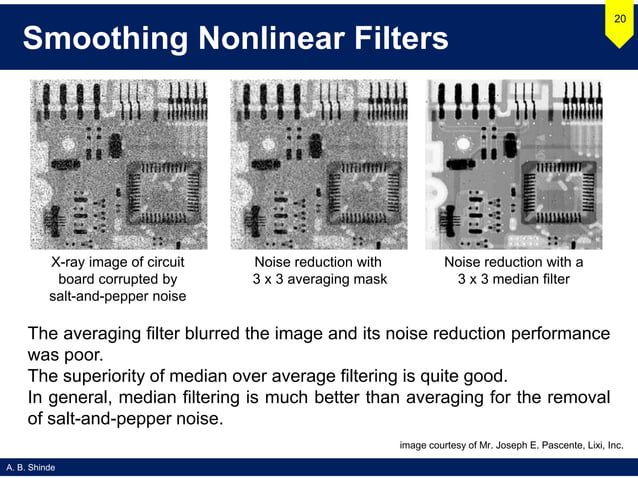 20
Smoothing Nonlinear Filters
X-ray image of circuit
board corrupted by
salt-and-pepper noise
Noise reduction with
3 x 3 averaging mask
Noise reduction with a
3 x 3 median filter
The averaging filter blurred the image and its noise reduction performance
was poor.
The superiority of median over average filtering is quite good.
In general, median filtering is much better than averaging for the removal
of salt-and-pepper noise.
image courtesy of Mr. Joseph E. Pascente, Lixi, Inc.
A. B. Shinde